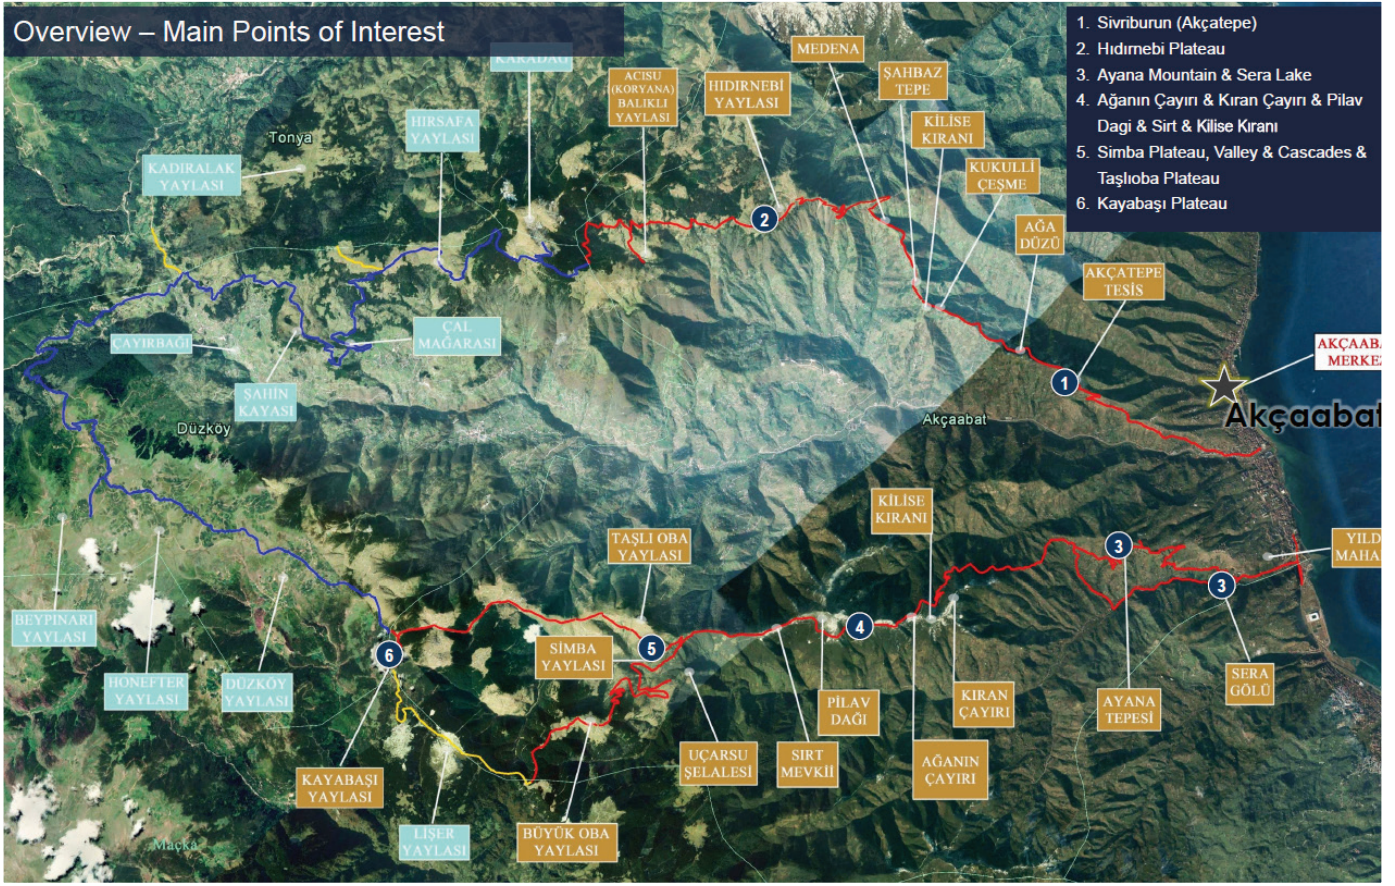 Overview – Main Points of Interest
1. Sivriburun (Akçatepe)
2. Hıdırnebi Plateau
3. Ayana Mountain & Sera Lake
4. Ağanın Çayırı & Kıran Çayırı & Pilav
Dagi & Sirt & Kilise Kıranı
5. Simba Plateau, Valley & Cascades &
Taşlıoba Plateau
6. Kayabaşı Plateau
KARADAĞ
MEDENA
ŞAHBAZ
TEPE
ACISU
(KORYANA)
BALIKLI
YAYLASI
HIDIRNEBİ
YAYLASI
HIRSAFA
YAYLASI
KİLİSE
KIRANI
Tonya
KADIRALAK
YAYLASI
KUKULLİ
ÇEŞME
2
AĞA
DÜZÜ
AKÇATEPE
TESİS
ÇAYIRBAĞI
ÇAL
MAĞARASI
AKÇAABA
MERKEZ
1
ŞAHİN
KAYASI
Akçaabat
Akçaabat
Düzköy
KİLİSE
KIRANI
TAŞLI OBA
YAYLASI
3
YILD
MAHA
3
BEYPINARI
YAYLASI
4
6
SİMBA
YAYLASI
5
HONEFTER
YAYLASI
DÜZKÖY
YAYLASI
PİLAV
DAĞI
KIRAN
ÇAYIRI
AYANA
TEPESİ
SERA
GÖLÜ
KAYABAŞI
YAYLASI
UÇARSU
ŞELALESİ
SIRT
MEVKİİ
AĞANIN
ÇAYIRI
Maçka
LİŞER
YAYLASI
BÜYÜK OBA
YAYLASI